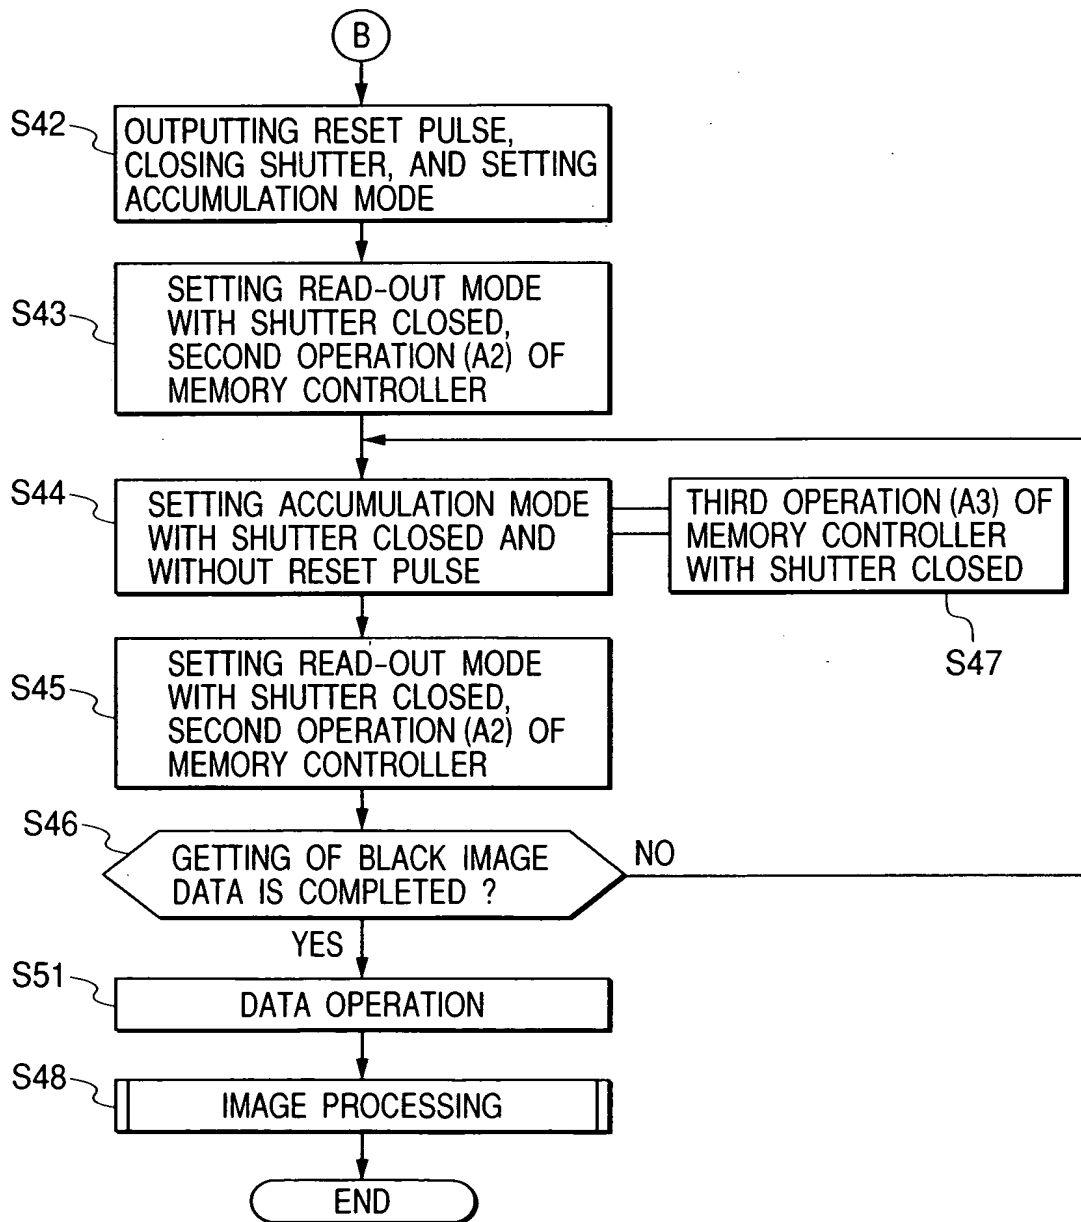 B
S42
OUTPUTTING RESET PULSE,
CLOSING SHUTTER, AND SETTING
ACCUMULATION MODE
S43
SETTING READ-OUT MODE
WITH SHUTTER CLOSED,
SECOND OPERATION (A2) OF
MEMORY CONTROLLER
S44
SETTING ACCUMULATION MODE
WITH SHUTTER CLOSED AND
WITHOUT RESET PULSE
THIRD OPERATION (A3) OF
MEMORY CONTROLLER
WITH SHUTTER CLOSED
S47
S45
SETTING READ-OUT MODE
WITH SHUTTER CLOSED,
SECOND OPERATION (A2) OF
MEMORY CONTROLLER
S46
GETTING OF BLACK IMAGE
DATA IS COMPLETED ?
NO
YES
S51
DATA OPERATION
S48
IMAGE PROCESSING
END